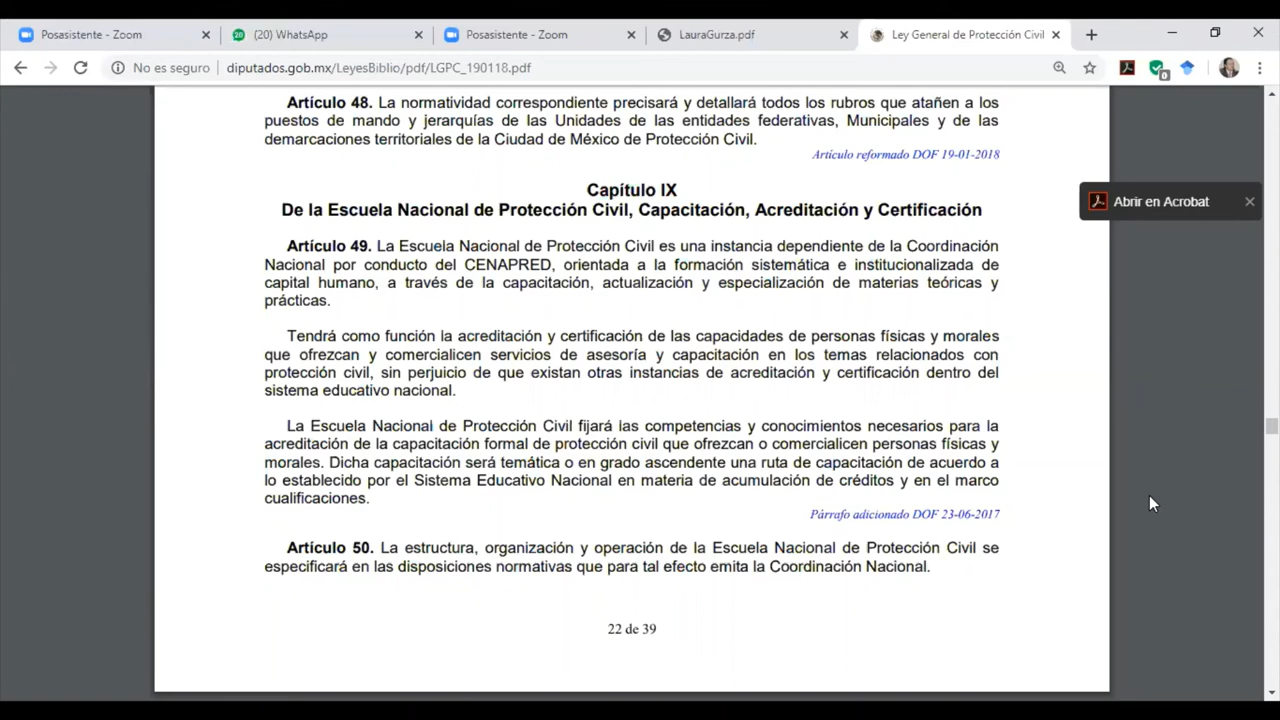 Posasistente - Zoom
(20) WhatsApp
Posasistente - Zoom
LauraGurza.pdf
Ley General de Protección Civil
No es seguro
diputados.gob.mx/LeyesBiblio/pdf/LGPC_190118.pdf
0
Artículo 48. La normatividad correspondiente precisará y detallará todos los rubros que atañen a los
puestos de mando y jerarquías de las Unidades de las entidades federativas, Municipales y de las
demarcaciones territoriales de la Ciudad de México de Protección Civil.
Artículo reformado DOF 19-01-2018
Capítulo IX
De la Escuela Nacional de Protección Civil, Capacitación, Acreditación y Certificación
Abrir en Acrobat
Artículo 49. La Escuela Nacional de Protección Civil es una instancia dependiente de la Coordinación
Nacional por conducto del CENAPRED, orientada a la formación sistemática e institucionalizada de
capital humano, a través de la capacitación, actualización y especialización de materias teóricas y
prácticas.
Tendrá como función la acreditación y certificación de las capacidades de personas físicas y morales
que ofrezcan y comercialicen servicios de asesoría y capacitación en los temas relacionados con
protección civil, sin perjuicio de que existan otras instancias de acreditación y certificación dentro del
sistema educativo nacional.
La Escuela Nacional de Protección Civil fijará las competencias y conocimientos necesarios para la
acreditación de la capacitación formal de protección civil que ofrezcan o comercialicen personas físicas y
morales. Dicha capacitación será temática o en grado ascendente una ruta de capacitación de acuerdo a
lo establecido por el Sistema Educativo Nacional en materia de acumulación de créditos y en el marco
cualificaciones.
Párrafo adicionado DOF 23-06-2017
Artículo 50. La estructura, organización y operación de la Escuela Nacional de Protección Civil se
especificará en las disposiciones normativas que para tal efecto emita la Coordinación Nacional.
22 de 39